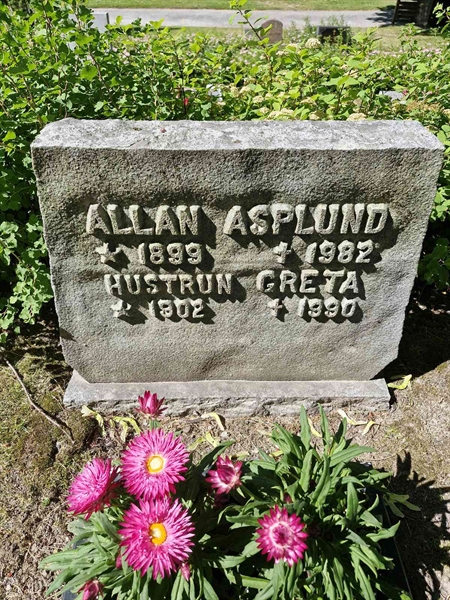 ALLAN ASPLUND
★ 1899 ✝ 1982
HUSTRUN GRETA
★ 1902 ✝ 1990